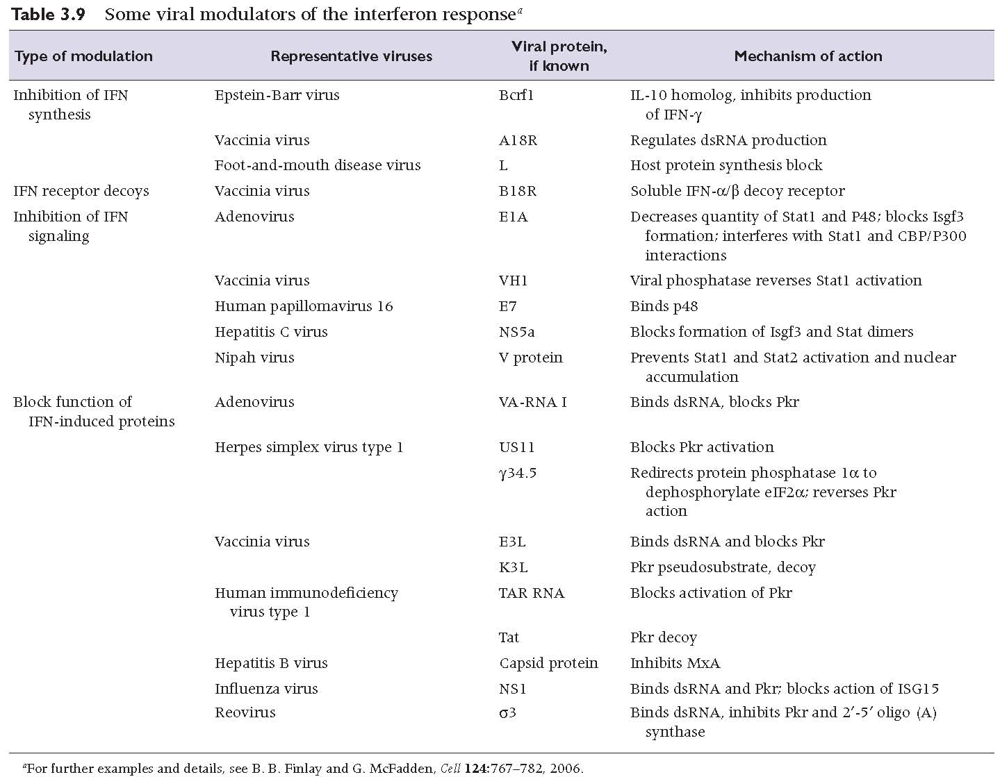 Table 3.9 Some viral modulators of the interferon responseᵃ
Type of modulation Representative viruses Viral protein, if known Mechanism of action
Inhibition of IFN synthesis Epstein-Barr virus Bcrf1 IL-10 homolog, inhibits production of IFN-γ
Vaccinia virus A18R Regulates dsRNA production
Foot-and-mouth disease virus L Host protein synthesis block
IFN receptor decoys Vaccinia virus B18R Soluble IFN-α/β decoy receptor
Inhibition of IFN signaling Adenovirus E1A Decreases quantity of Stat1 and P48; blocks Isgf3 formation; interferes with Stat1 and CBP/P300 interactions
Vaccinia virus VH1 Viral phosphatase reverses Stat1 activation
Human papillomavirus 16 E7 Binds p48
Hepatitis C virus NS5a Blocks formation of Isgf3 and Stat dimers
Nipah virus V protein Prevents Stat1 and Stat2 activation and nuclear accumulation
Block function of IFN-induced proteins Adenovirus VA-RNA I Binds dsRNA, blocks Pkr
Herpes simplex virus type 1 US11 Blocks Pkr activation
γ34.5 Redirects protein phosphatase 1α to dephosphorylate eIF2α; reverses Pkr action
Vaccinia virus E3L Binds dsRNA and blocks Pkr
K3L Pkr pseudosubstrate, decoy
Human immunodeficiency virus type 1 TAR RNA Blocks activation of Pkr
Tat Pkr decoy
Hepatitis B virus Capsid protein Inhibits MxA
Influenza virus NS1 Binds dsRNA and Pkr; blocks action of ISG15
Reovirus σ3 Binds dsRNA, inhibits Pkr and 2′-5′ oligo (A) synthase
ᵃFor further examples and details, see B. B. Finlay and G. McFadden, Cell 124:767–782, 2006.